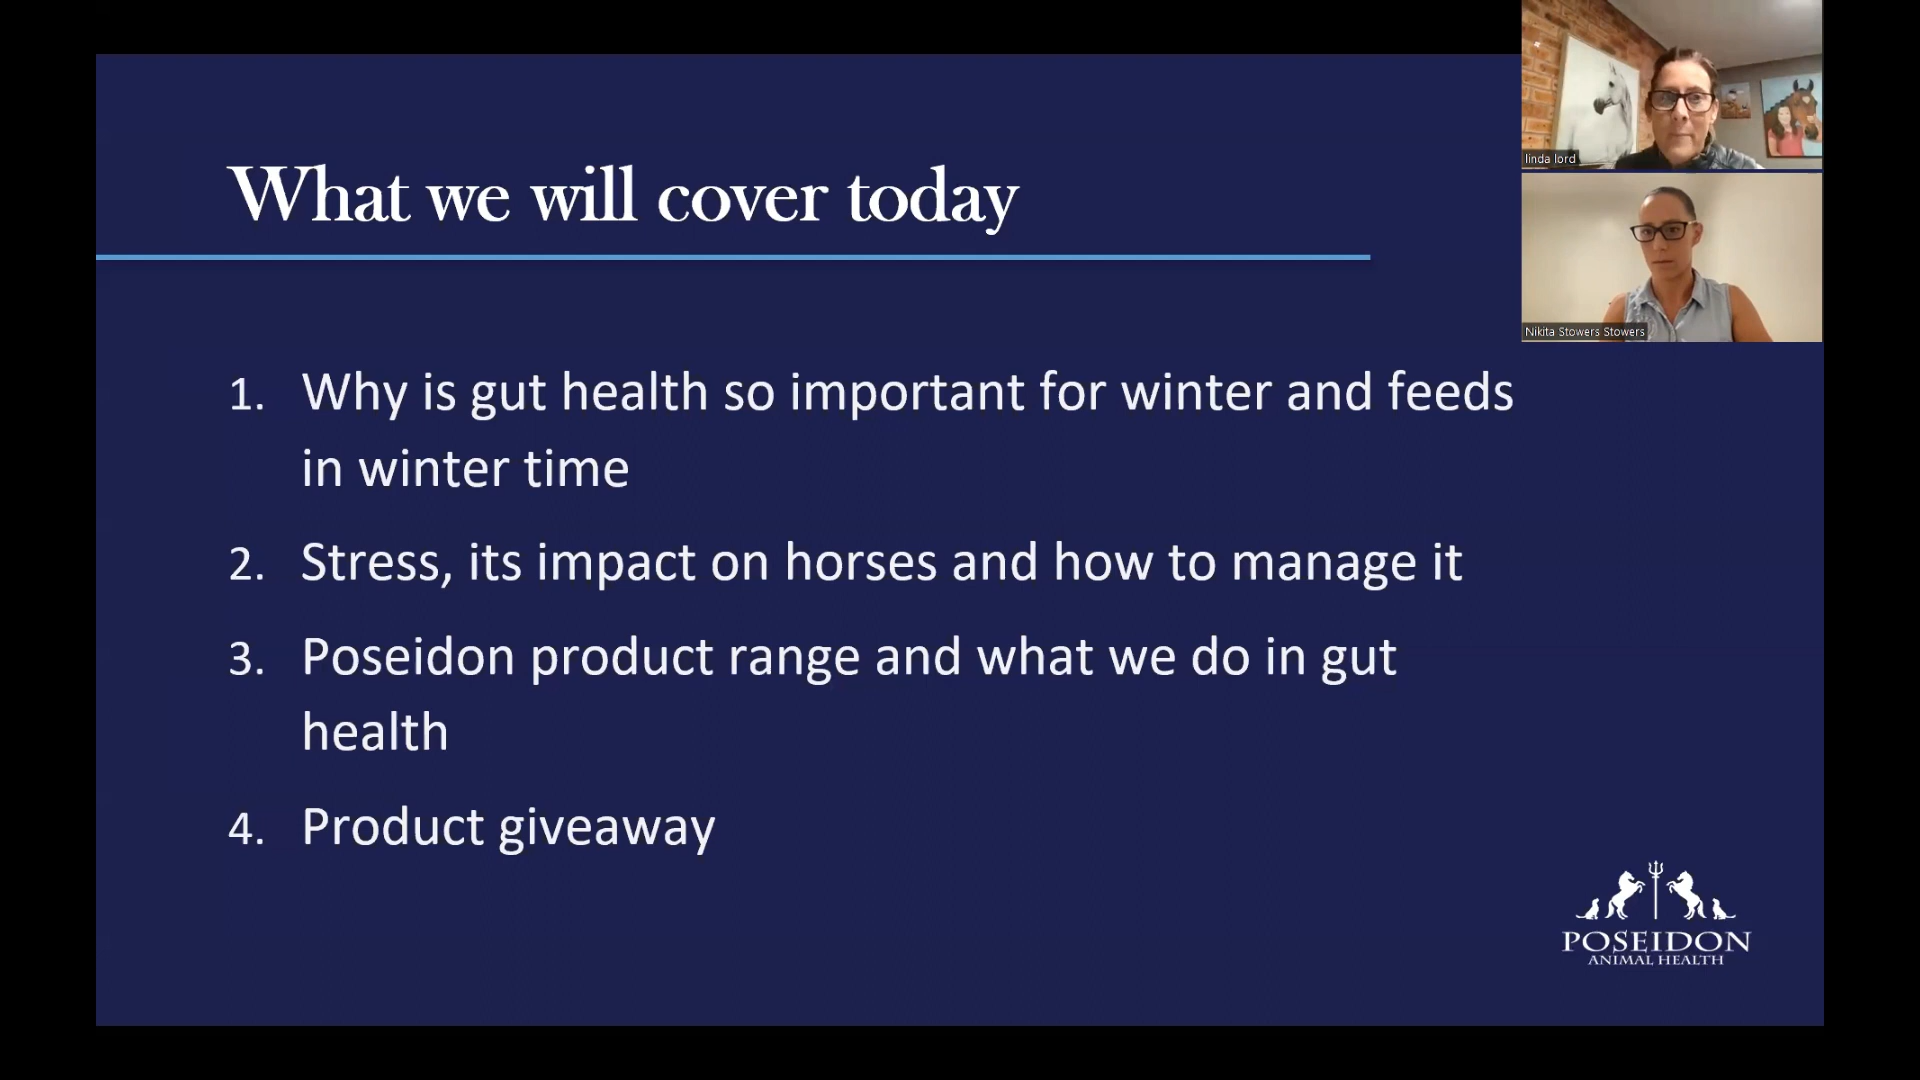 What we will cover today
1. Why is gut health so important for winter and feeds
in winter time
2. Stress, its impact on horses and how to manage it
3. Poseidon product range and what we do in gut
health
4. Product giveaway
linda lord
Nikita Stowers Stowers
POSEIDON
ANIMAL HEALTH